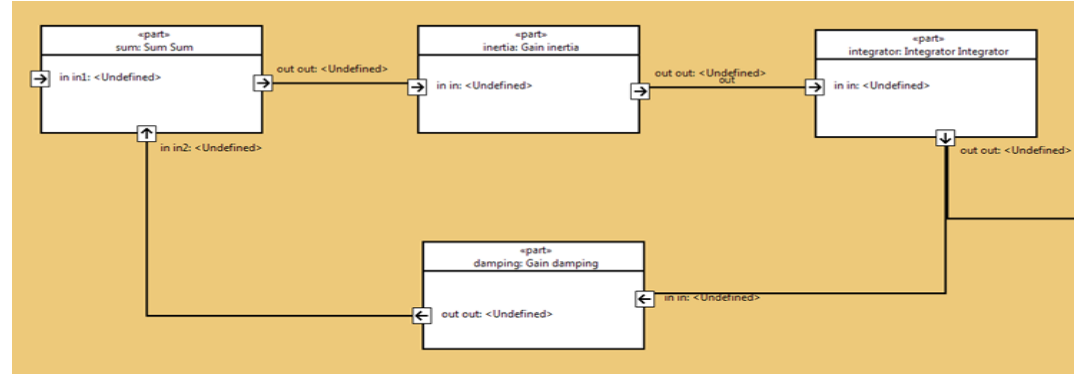 «part»
sum: Sum Sum
in in1: <Undefined>
out out: <Undefined>
in in2: <Undefined>
«part»
inertia: Gain inertia
in in: <Undefined>
out out: <Undefined>
out
«part»
integrator: Integrator Integrator
in in: <Undefined>
out out: <Undefined>
«part»
damping: Gain damping
in in: <Undefined>
out out: <Undefined>